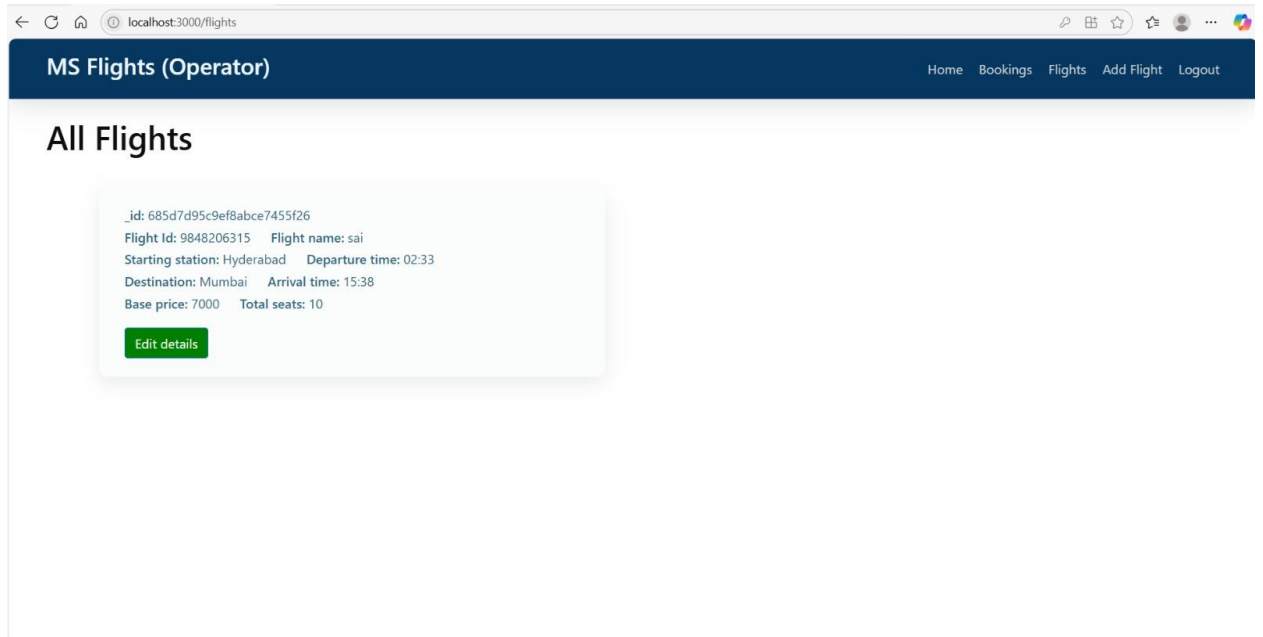 localhost:3000/flights
MS Flights (Operator)
Home Bookings Flights Add Flight Logout
All Flights
_id: 685d7d95c9ef8abce7455f26
Flight Id: 9848206315 Flight name: sai
Starting station: Hyderabad Departure time: 02:33
Destination: Mumbai Arrival time: 15:38
Base price: 7000 Total seats: 10
Edit details